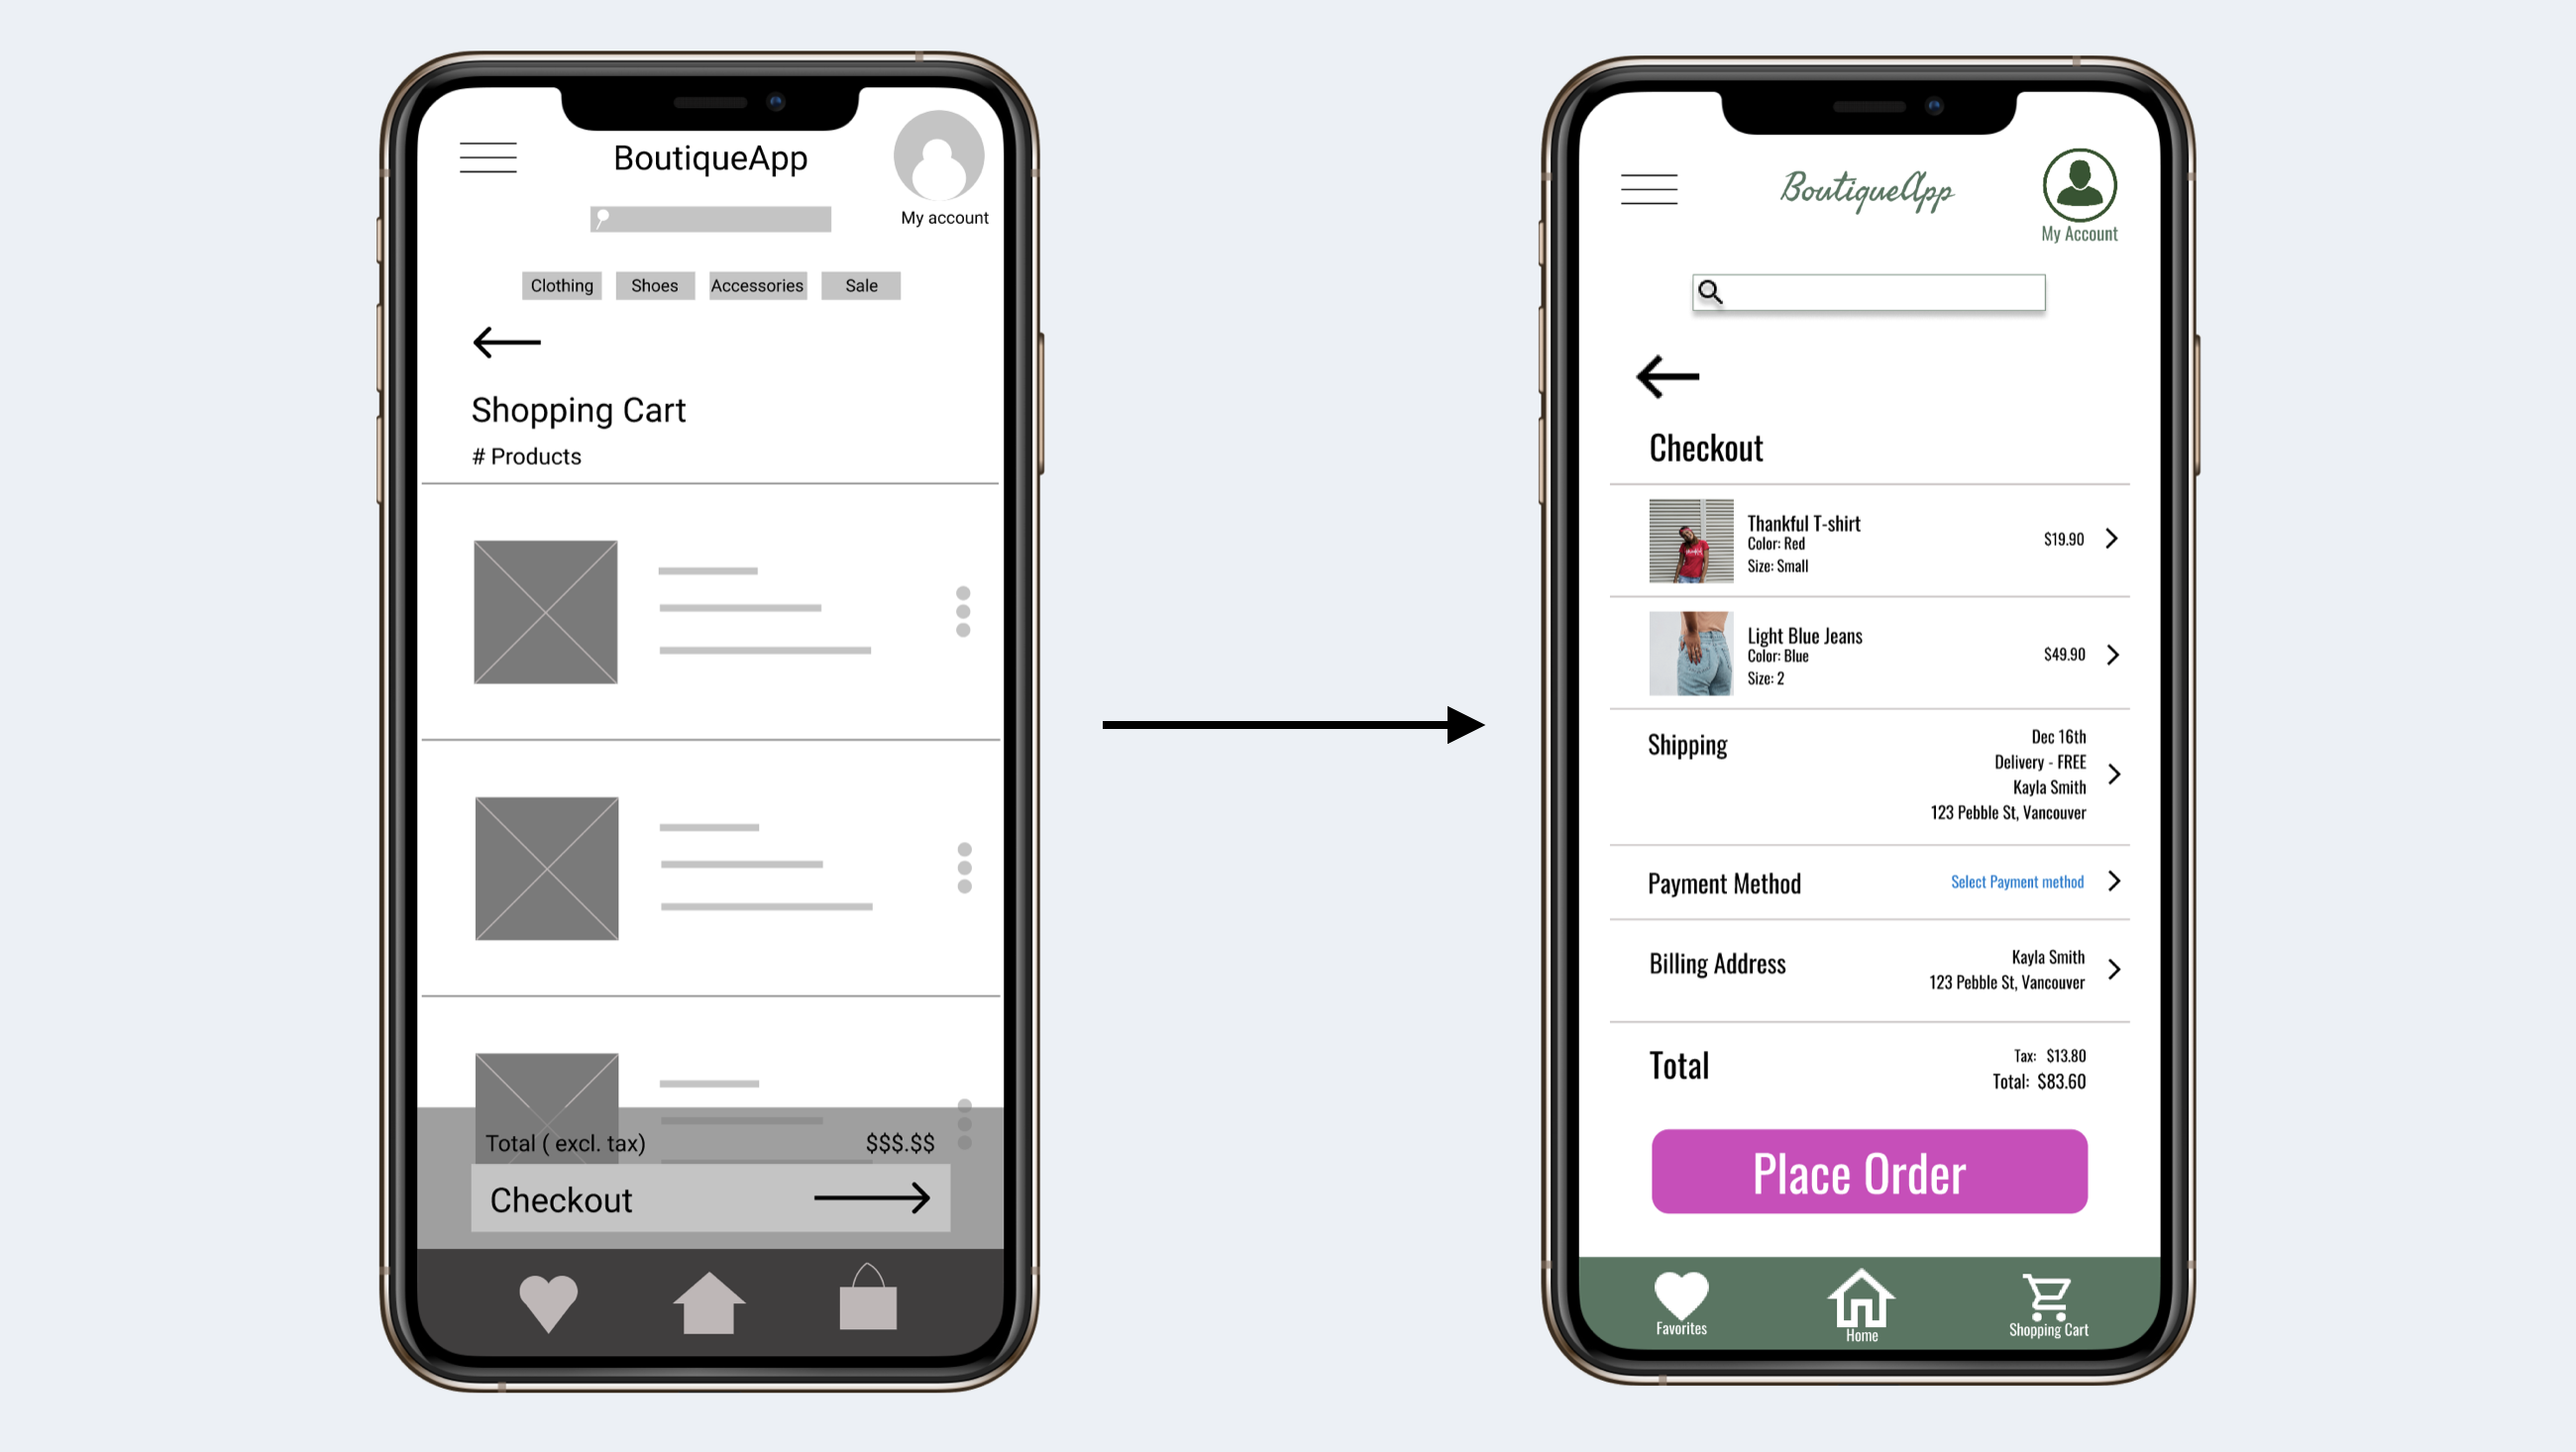 BoutiqueApp
My account
Clothing Shoes Accessories Sale
Shopping Cart
# Products
Total ( excl. tax) $$$.$$
Checkout
BoutiqueApp
My Account
Checkout
Thankful T-shirt
Color: Red
Size: Small
$19.90
Light Blue Jeans
Color: Blue
Size: 2
$49.90
Shipping
Dec 16th
Delivery - FREE
Kayla Smith
123 Pebble St, Vancouver
Payment Method Select Payment method
Billing Address
Kayla Smith
123 Pebble St, Vancouver
Total
Tax: $13.80
Total: $83.60
Place Order
Favorites Home Shopping Cart